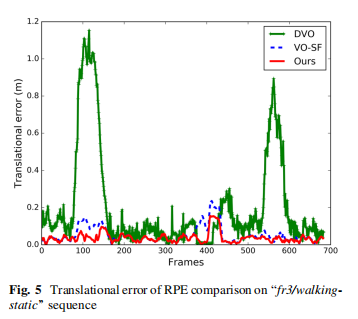 1.2
1.0
0.8
0.6
0.4
0.2
0.0
Translational error (m)
DVO
VO-SF
Ours
0 100 200 300 400 500 600 700
Frames
Fig. 5 Translational error of RPE comparison on “fr3/walking-
static” sequence